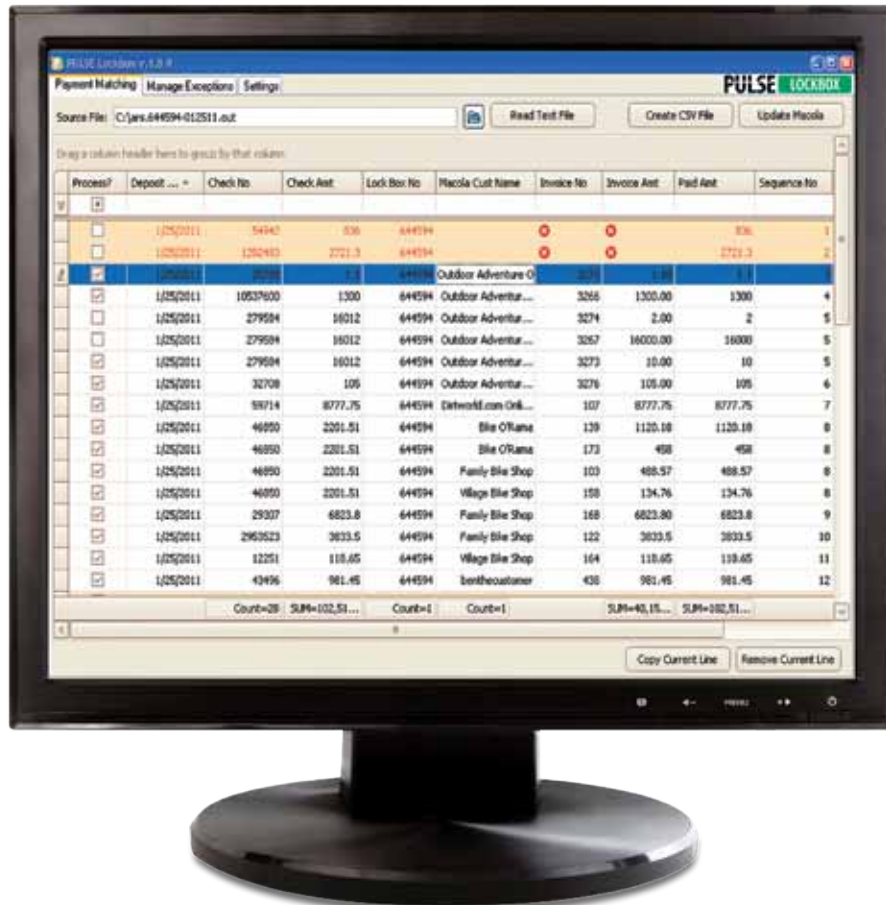 PULSE Lockbox v.1.0.9
Payment Matching Manage Exceptions Settings PULSE LOCKBOX
Source File: C:\ars.644594-012511.out Read Text File Create CSV File Update Macola
Drag a column header here to group by that column
Process? Deposit ... Check No Check Amt Lock Box No Macola Cust Name Invoice No Invoice Amt Paid Amt Sequence No
1/25/2011 54942 836 644594 836 1
1/25/2011 2721.3 644594 2721.3 2
Outdoor Adventure O
1/25/2011 10537600 1300 644594 Outdoor Adventur... 3266 1300.00 1300 4
1/25/2011 279584 16012 644594 Outdoor Adventur... 3274 2.00 2 5
1/25/2011 279584 16012 644594 Outdoor Adventur... 3267 16000.00 16000 5
1/25/2011 279584 16012 644594 Outdoor Adventur... 3273 10.00 10 5
1/25/2011 32708 105 644594 Outdoor Adventur... 3276 105.00 105 6
1/25/2011 59714 8777.75 644594 Dirtworld.com Onli... 107 8777.75 8777.75 7
1/25/2011 46850 2201.51 644594 Bike O'Rama 139 1120.18 1120.18 8
1/25/2011 46850 2201.51 644594 Bike O'Rama 173 458 458 8
1/25/2011 46850 2201.51 644594 Family Bike Shop 103 488.57 488.57 8
1/25/2011 46850 2201.51 644594 Village Bike Shop 158 134.76 134.76 8
1/25/2011 29307 6823.8 644594 Family Bike Shop 168 6823.80 6823.8 9
1/25/2011 2953523 3833.5 644594 Family Bike Shop 122 3833.5 3833.5 10
1/25/2011 12251 118.65 644594 Village Bike Shop 164 118.65 118.65 11
1/25/2011 43496 981.45 644594 benthecustomer 438 981.45 981.45 12
Count=28 SUM=102,51... Count=1 Count=1 SUM=40,15... SUM=102,51...
Copy Current Line Remove Current Line
MENU